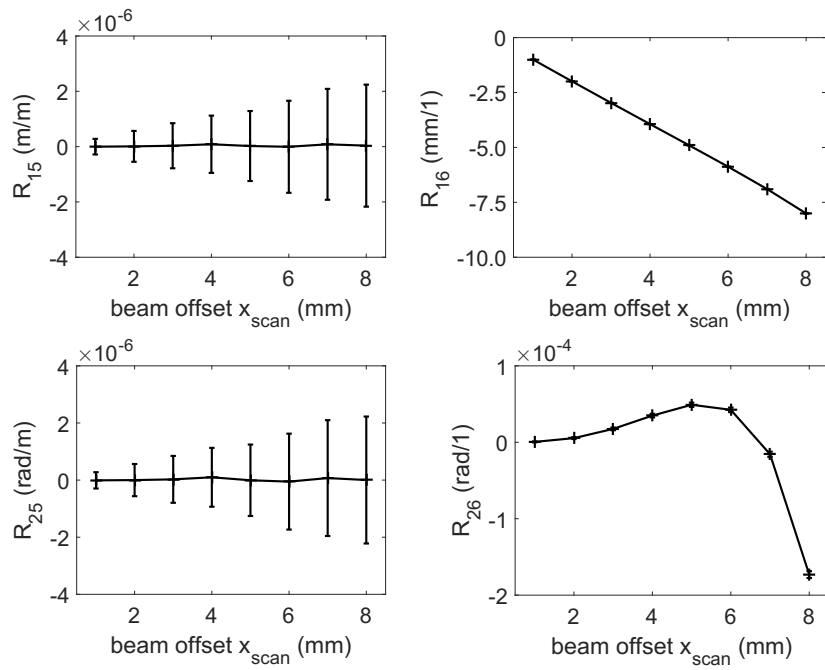 ×10⁻⁶
4
2
0
-2
-4
R₁₅ (m/m)
2 4 6 8
beam offset x_scan (mm)
0
-2.5
-5.0
-7.5
-10.0
R₁₆ (mm/1)
2 4 6 8
beam offset x_scan (mm)
×10⁻⁶
4
2
0
-2
-4
R₂₅ (rad/m)
2 4 6 8
beam offset x_scan (mm)
×10⁻⁴
1
0
-1
-2
R₂₆ (rad/1)
2 4 6 8
beam offset x_scan (mm)